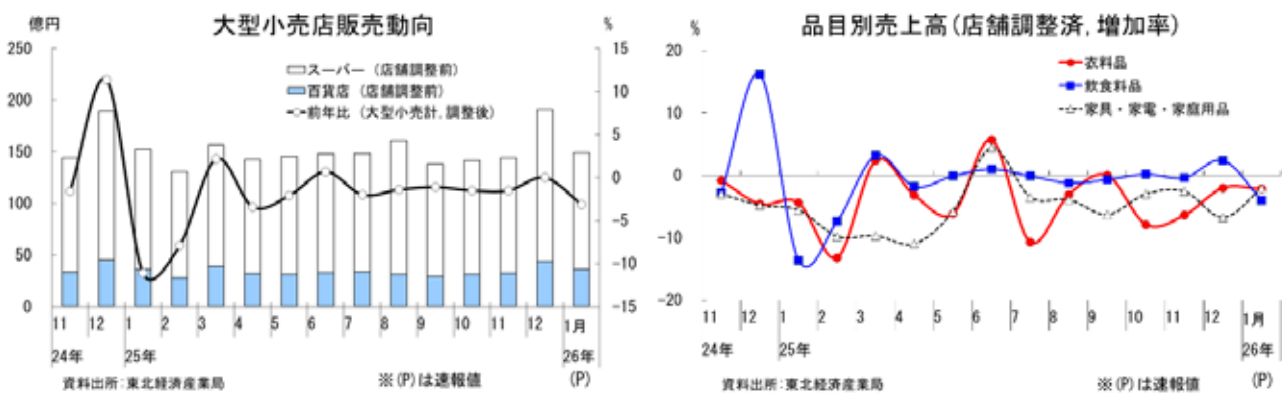 大型小売店販売動向
億円
%
250
200
150
100
50
0
15
10
5
0
-5
-10
-15
スーパー (店舗調整前)
百貨店 (店舗調整前)
前年比 (大型小売計, 調整後)
11 12 1 2 3 4 5 6 7 8 9 10 11 12 1月
24年 25年 26年
資料出所：東北経済産業局 ※(P)は速報値 (P)
品目別売上高(店舗調整済, 増加率)
%
20
10
0
-10
-20
衣料品
飲食料品
家具・家電・家庭用品
11 12 1 2 3 4 5 6 7 8 9 10 11 12 1月
24年 25年 26年
資料出所：東北経済産業局 ※(P)は速報値 (P)